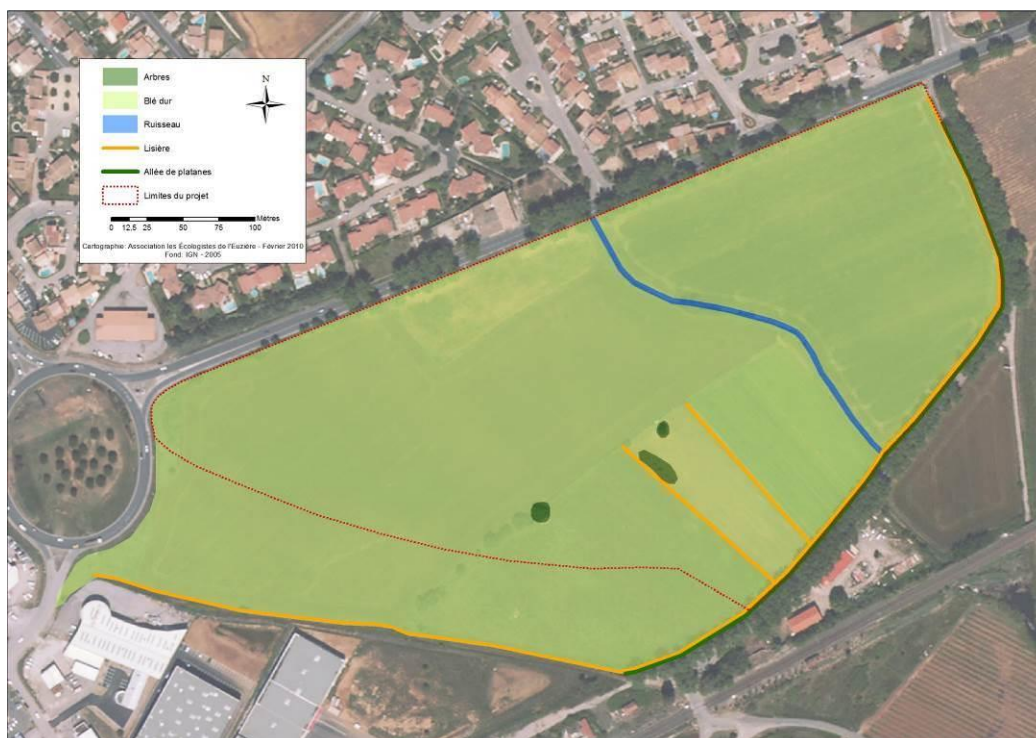 N
Arbres
Blé dur
Ruisseau
Lisière
Allée de platanes
Limites du projet
0 12,5 25 50 75 100 Mètres
Cartographie: Association les Écologistes de l'Euzière - Février 2010
Fond: IGN - 2005